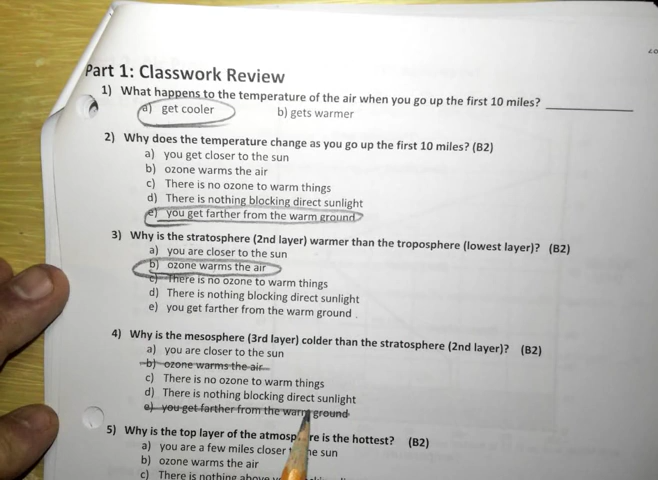 Part 1: Classwork Review
1) What happens to the temperature of the air when you go up the first 10 miles?
a) get cooler b) gets warmer
2) Why does the temperature change as you go up the first 10 miles? (B2)
a) you get closer to the sun
b) ozone warms the air
c) There is no ozone to warm things
d) There is nothing blocking direct sunlight
e) you get farther from the warm ground
3) Why is the stratosphere (2nd layer) warmer than the troposphere (lowest layer)? (B2)
a) you are closer to the sun
b) ozone warms the air
c) There is no ozone to warm things
d) There is nothing blocking direct sunlight
e) you get farther from the warm ground .
4) Why is the mesosphere (3rd layer) colder than the stratosphere (2nd layer)? (B2)
a) you are closer to the sun
b) ozone warms the air
c) There is no ozone to warm things
d) There is nothing blocking direct sunlight
e) you get farther from the warm ground
5) Why is the top layer of the is the hottest? (B2)
a) you are a few miles closer sun
b) ozone warms the air
c) There is nothing above